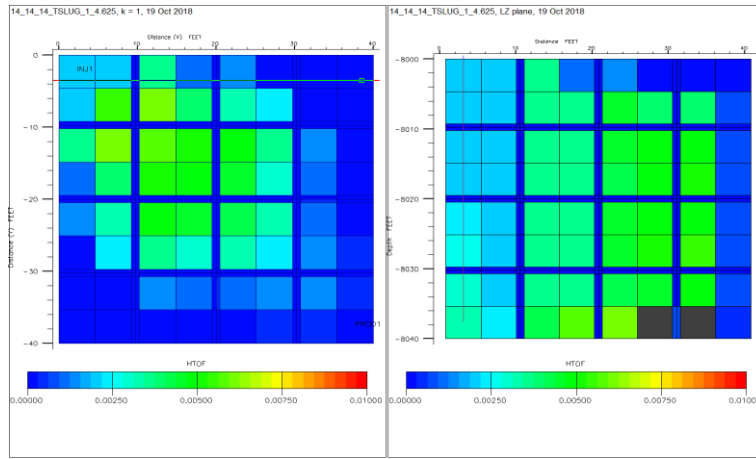 14_14_14_TSLUG_1_4.625, k = 1, 19 Oct 2018
Distance (X) FEET
0 10 20 30 40
INJ1
0
-10
-20
-30
-40
Distance (Y) FEET
PROD1
HTOF
0.00000 0.00250 0.00500 0.00750 0.01000
14_14_14_TSLUG_1_4.625, LZ plane, 19 Oct 2018
Distance FEET
10 20 30 40
-8000
-8010
-8020
-8030
-8040
Depth FEET
HTOF
0.00000 0.00250 0.00500 0.00750 0.0100